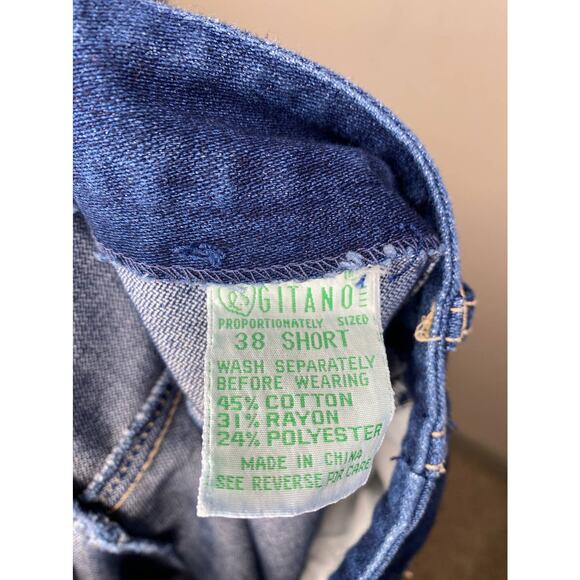 GITANO
PROPORTIONATELY SIZED
38 SHORT
WASH SEPARATELY
BEFORE WEARING
45% COTTON
31% RAYON
24% POLYESTER
MADE IN CHINA
SEE REVERSE FOR CARE